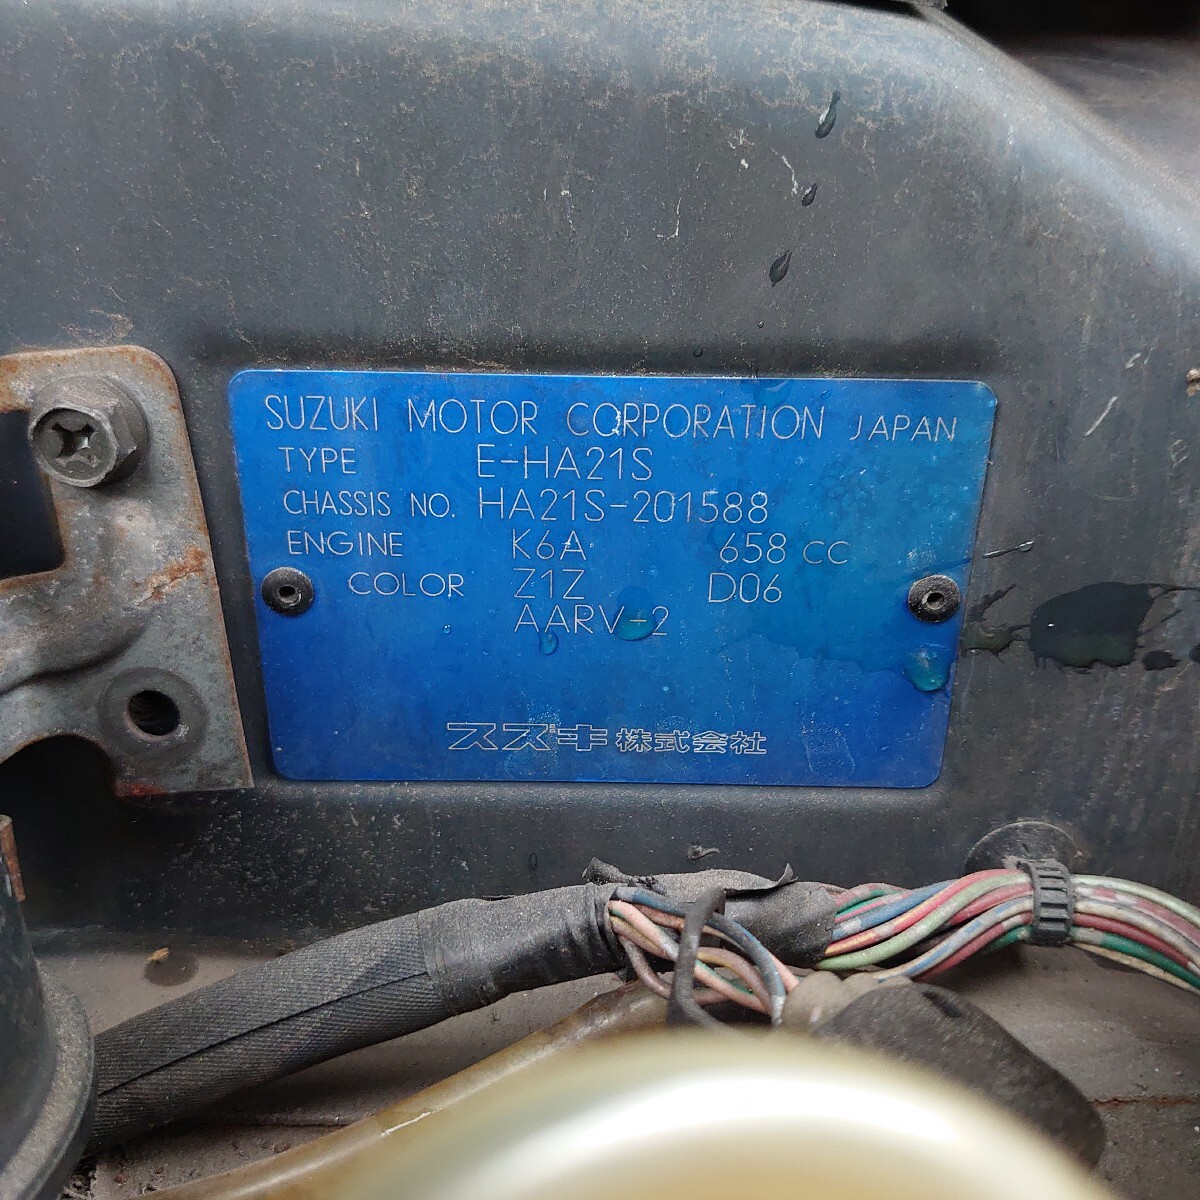 SUZUKI MOTOR CORPORATION JAPAN
TYPE E-HA21S
CHASSIS NO. HA21S-201588
ENGINE K6A 658 CC
COLOR Z1Z D06
AARV-2
スズキ株式会社